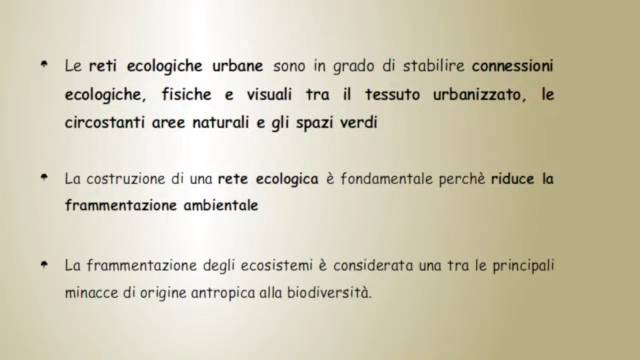 Le reti ecologiche urbane sono in grado di stabilire connessioni
ecologiche, fisiche e visuali tra il tessuto urbanizzato, le
circostanti aree naturali e gli spazi verdi
La costruzione di una rete ecologica è fondamentale perchè riduce la
frammentazione ambientale
La frammentazione degli ecosistemi è considerata una tra le principali
minacce di origine antropica alla biodiversità.